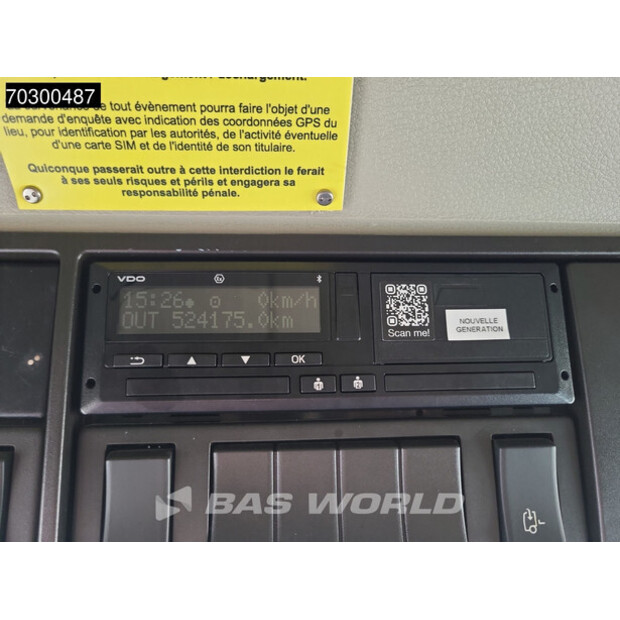 déchargement.
70300487
de tout évènement pourra faire l'objet d'une
demande d'enquête avec indication des coordonnées GPS du
lieu, pour identification par les autorités, de l'activité éventuelle
d'une carte SIM et de l'identité de son titulaire.
Quiconque passerait outre à cette interdiction le ferait
à ses seuls risques et périls et engagera sa
responsabilité pénale.
VDO Ex
15:26 0km/h
OUT 524175.0km
Scan me!
NOUVELLE
GENERATION
OK
1 2
BAS WORLD